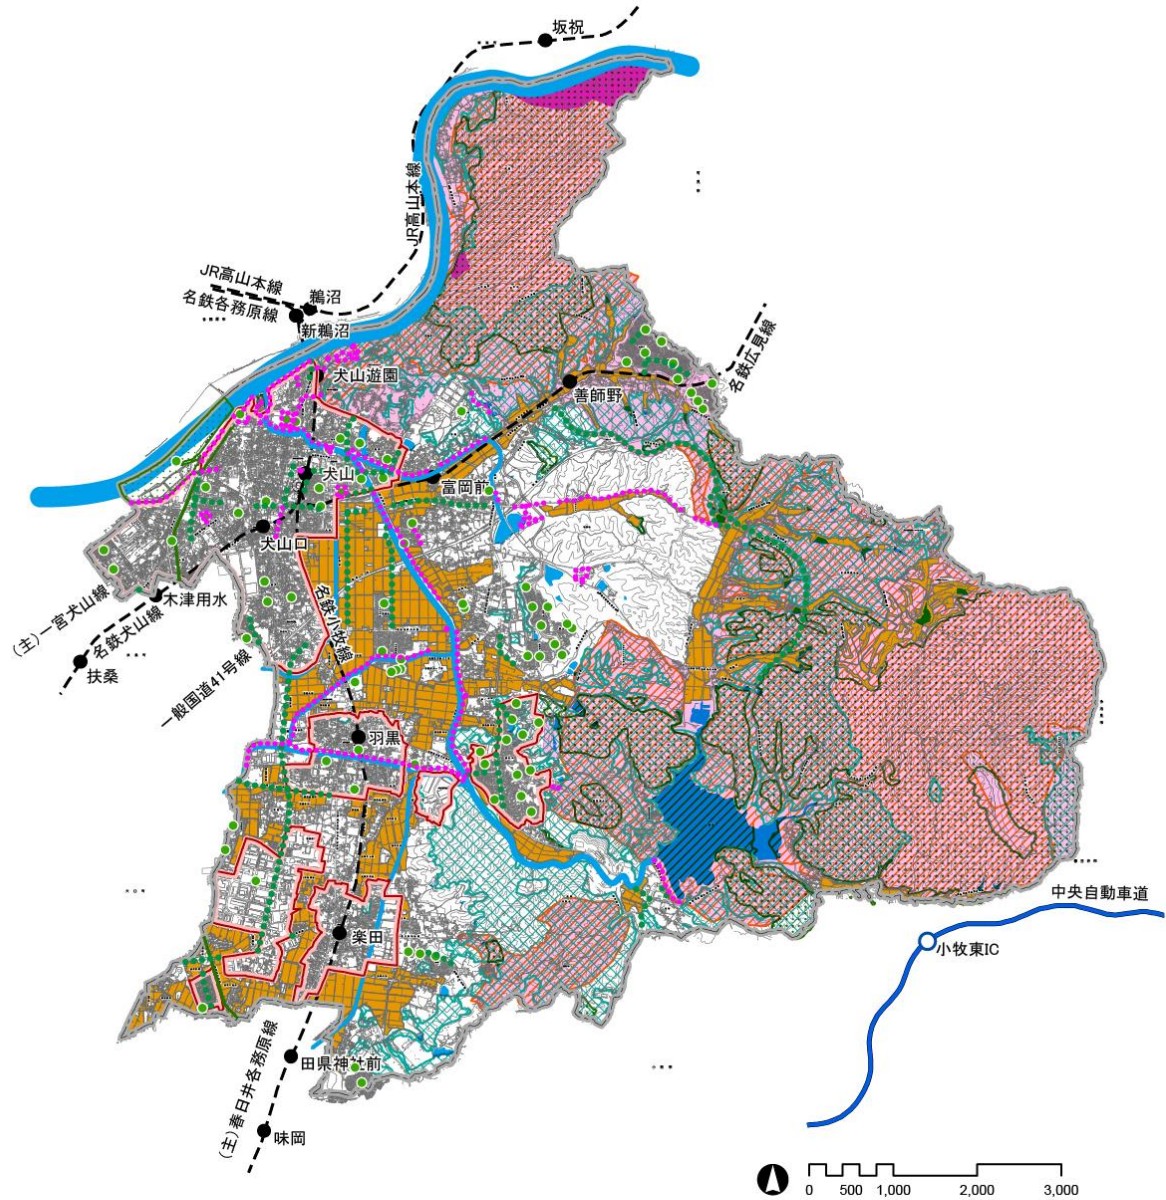 坂祝
JR高山本線
JR高山本線
鵜沼
名鉄各務原線
新鵜沼
名鉄広見線
犬山遊園
善師野
犬山
富岡前
犬山口
(主)一宮犬山線
名鉄犬山線
木津用水
名鉄小牧線
扶桑
一般国道41号線
羽黒
中央自動車道
楽田
小牧東IC
(主)春日井各務原線
田県神社前
味岡
0 500 1,000 2,000 3,000